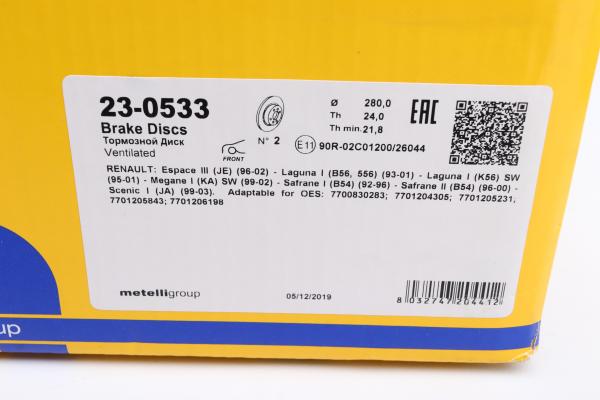 23-0533
Brake Discs
Тормозной Диск
Ventilated
FRONT
N° 2
Ø 280,0
Th 24,0
Th min. 21,8
E11 90R-02C01200/26044
EAC
RENAULT: Espace III (JE) (96-02) - Laguna I (B56, 556) (93-01) - Laguna I (K56) SW
(95-01) - Megane I (KA) SW (99-02) - Safrane I (B54) (92-96) - Safrane II (B54) (96-00) -
Scenic I (JA) (99-03). Adaptable for OES: 7700830283; 7701204305; 7701205231,
7701205843; 7701206198
metelligroup
05/12/2019
8 032747 204412
up